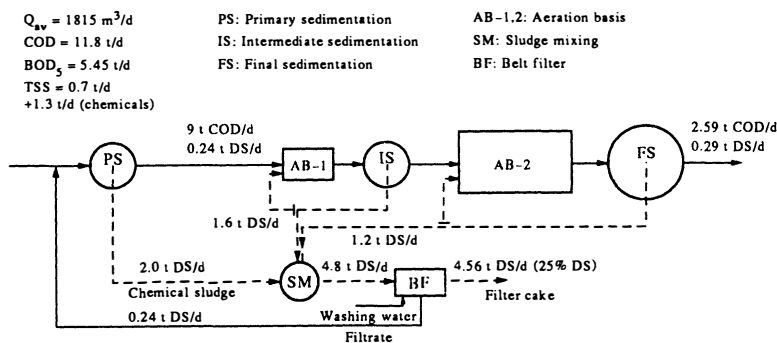 Q_av = 1815 m³/d
COD = 11.8 t/d
BOD₅ = 5.45 t/d
TSS = 0.7 t/d
+1.3 t/d (chemicals)
PS: Primary sedimentation
IS: Intermediate sedimentation
FS: Final sedimentation
AB-1,2: Aeration basis
SM: Sludge mixing
BF: Belt filter
PS
9 t COD/d
0.24 t DS/d
AB-1
IS
AB-2
FS
2.59 t COD/d
0.29 t DS/d
1.6 t DS/d
1.2 t DS/d
2.0 t DS/d
Chemical sludge
SM
4.8 t DS/d
BF
4.56 t DS/d (25% DS)
Filter cake
Washing water
0.24 t DS/d
Filtrate